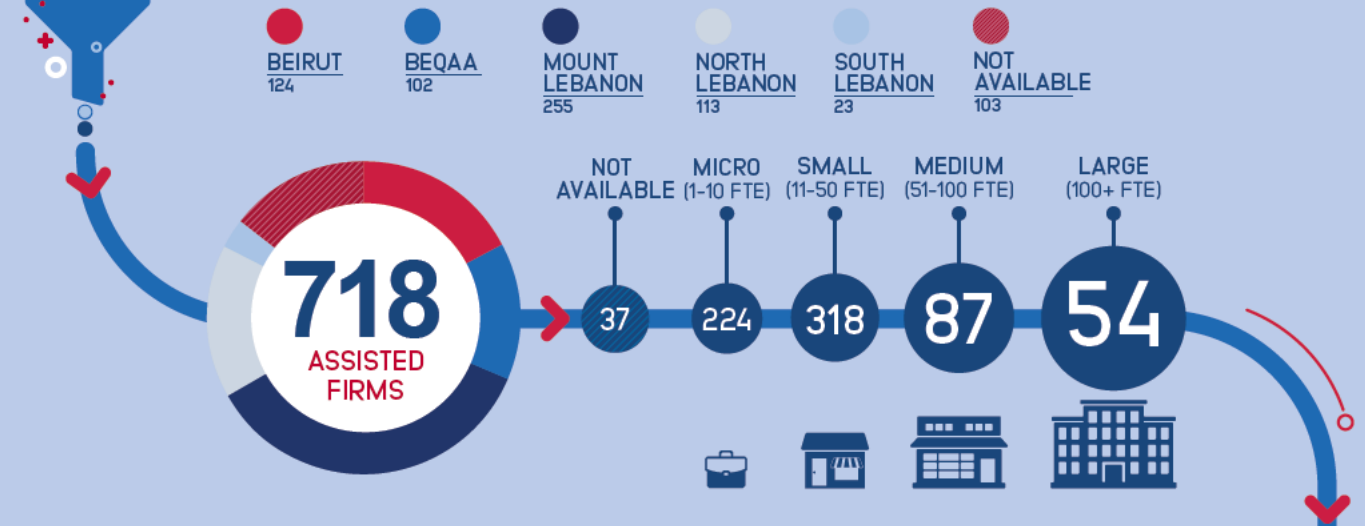 BEIRUT
124
BEQAA
102
MOUNT
LEBANON
255
NORTH
LEBANON
113
SOUTH
LEBANON
23
NOT
AVAILABLE
103
718
ASSISTED
FIRMS
NOT
AVAILABLE
37
MICRO
(1-10 FTE)
224
SMALL
(11-50 FTE)
318
MEDIUM
(51-100 FTE)
87
LARGE
(100+ FTE)
54